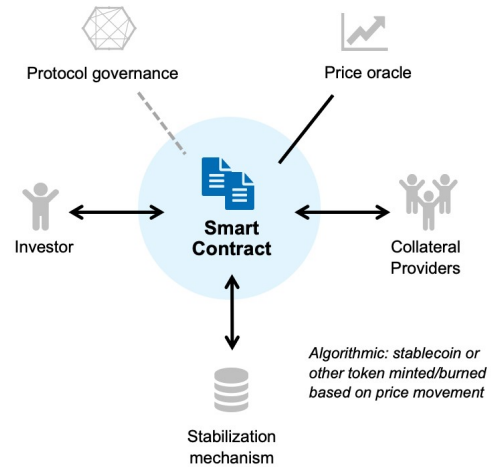 Protocol governance
Price oracle
Smart
Contract
Investor
Collateral
Providers
Algorithmic: stablecoin or
other token minted/burned
based on price movement
Stabilization
mechanism